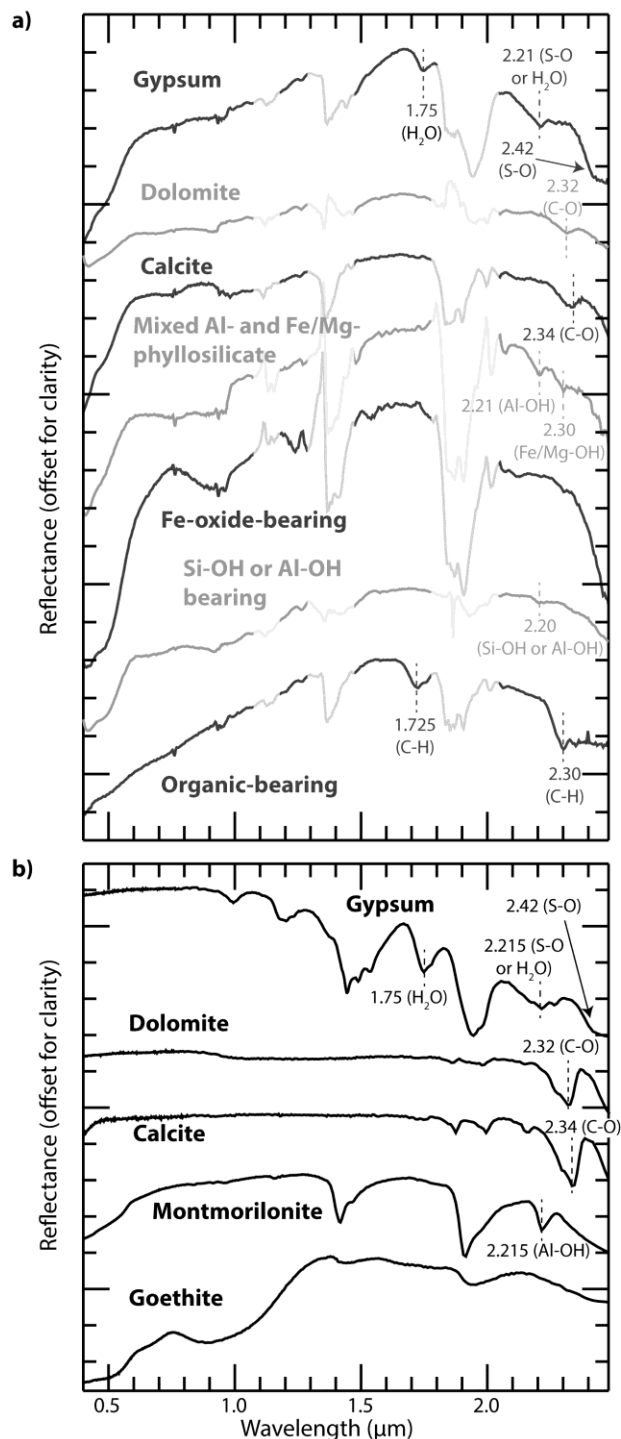 a)
Gypsum
2.21 (S-O
or H₂O)
1.75
(H₂O)
2.42
(S-O)
Dolomite
2.32
(C-O)
Calcite
2.34 (C-O)
Mixed Al- and Fe/Mg-
phyllosilicate
2.21 (Al-OH)
2.30
(Fe/Mg-OH)
Fe-oxide-bearing
Si-OH or Al-OH
bearing
2.20
(Si-OH or Al-OH)
1.725
(C-H)
Organic-bearing
2.30
(C-H)
Reflectance (offset for clarity)
b)
Gypsum
2.42 (S-O)
2.215 (S-O
or H₂O)
1.75 (H₂O)
Dolomite
2.32 (C-O)
2.34 (C-O)
Calcite
Montmorilonite
2.215 (Al-OH)
Goethite
Reflectance (offset for clarity)
0.5 1.0 1.5 2.0
Wavelength (μm)